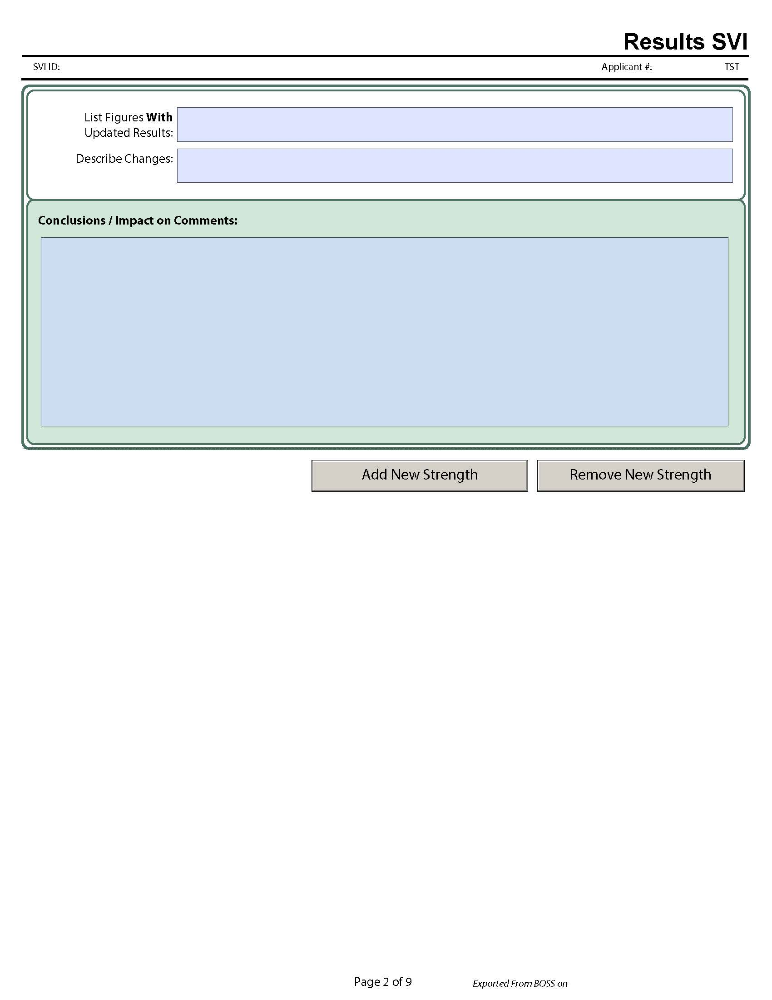 Results SVI
SVI ID: Applicant #: TST
List Figures With
Updated Results:
Describe Changes:
Conclusions / Impact on Comments:
Add New Strength Remove New Strength
Page 2 of 9 Exported From BOSS on